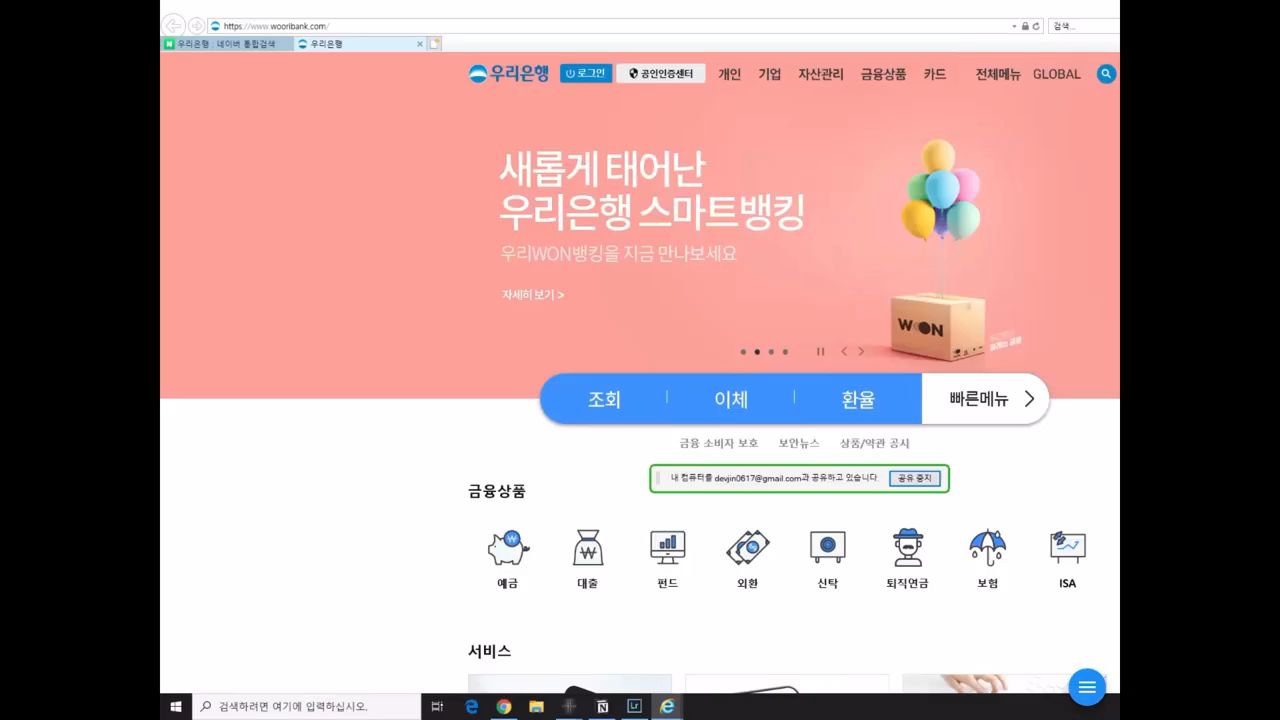 https://www.wooribank.com/
검색...
우리은행 : 네이버 통합검색
우리은행
우리은행
로그인
공인인증센터
개인
기업
자산관리
금융상품
카드
전체메뉴
GLOBAL
새롭게 태어난
우리은행 스마트뱅킹
우리WON뱅킹을 지금 만나보세요
자세히 보기 >
WON
조회
이체
환율
빠른메뉴
금융 소비자 보호
보안뉴스
상품/약관 공시
내 컴퓨터를 devjin0617@gmail.com과 공유하고 있습니다.
공유 중지
금융상품
예금
대출
펀드
외환
신탁
퇴직연금
보험
ISA
서비스
검색하려면 여기에 입력하십시오.
Lr